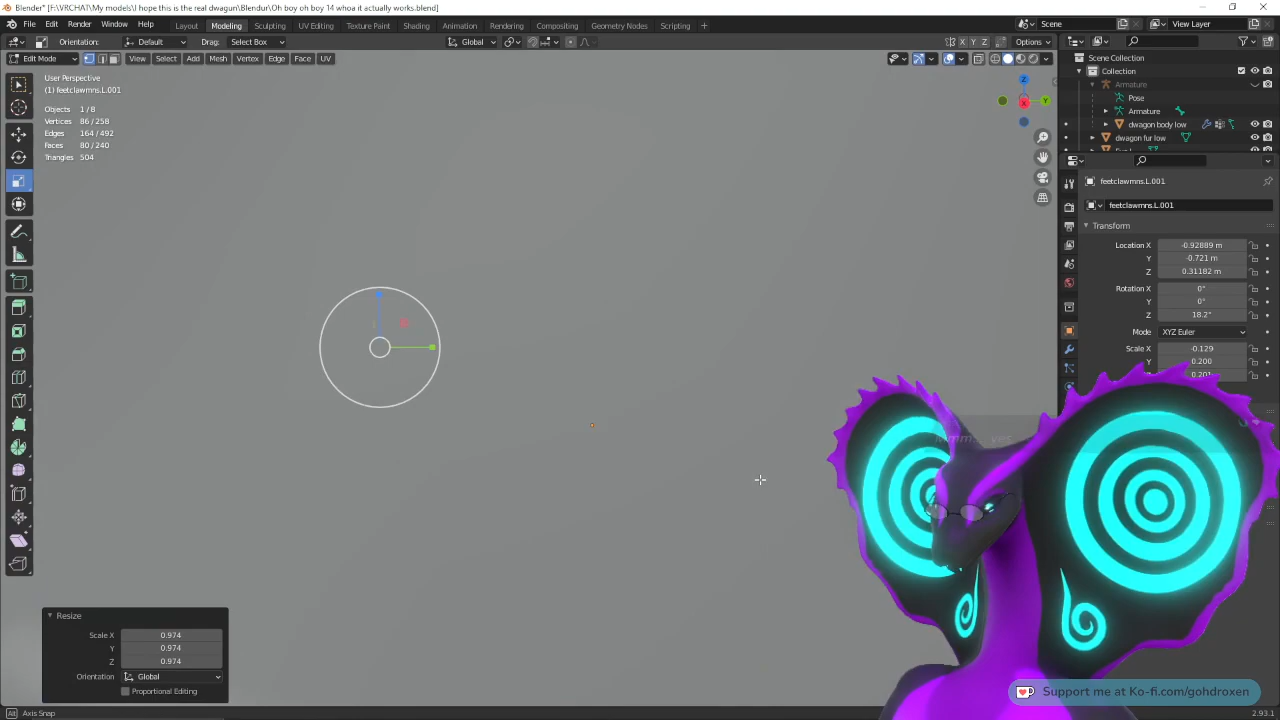 Blender* [F:\VRCHAT\My models\I hope this is the real dwagun\Blendur\Oh boy oh boy 14 whoa it actually works.blend]
File Edit Render Window Help Layout Modeling Sculpting UV Editing Texture Paint Shading Animation Rendering Compositing Geometry Nodes Scripting + Scene View Layer
Orientation: Default Drag: Select Box Global X Y Z Options
Edit Mode View Select Add Mesh Vertex Edge Face UV
User Perspective
(1) feetclawmns.L.001
Objects 1 / 8
Vertices 86 / 258
Edges 164 / 492
Faces 80 / 240
Triangles 504
Z
Y
X
Scene Collection
Collection
Armature
Pose
Armature
dwagon body low
dwagon fur low
feetclawmns.L.001
feetclawmns.L.001
Transform
Location X -0.92889 m
Y -0.721 m
Z 0.31182 m
Rotation X 0°
Y 0°
Z 18.2°
Mode XYZ Euler
Scale X -0.129
Y 0.200
Z 0.201
Resize
Scale X 0.974
Y 0.974
Z 0.974
Orientation Global
Proportional Editing
Support me at Ko-fi.com/gohdroxen
Alt Axis Snap
2.93.1